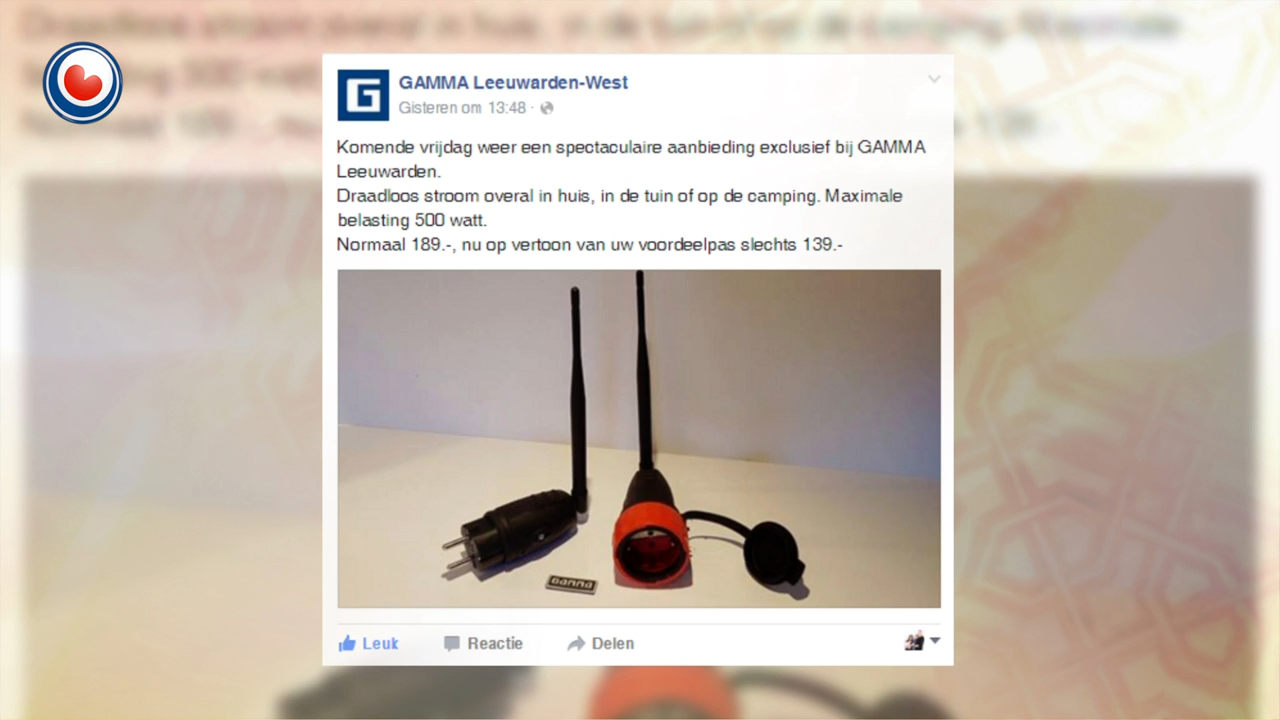 GAMMA Leeuwarden-West
Gisteren om 13:48 ·
Komende vrijdag weer een spectaculaire aanbieding exclusief bij GAMMA
Leeuwarden.
Draadloos stroom overal in huis, in de tuin of op de camping. Maximale
belasting 500 watt.
Normaal 189.-, nu op vertoon van uw voordeelpas slechts 139.-
GAMMA
Leuk
Reactie
Delen